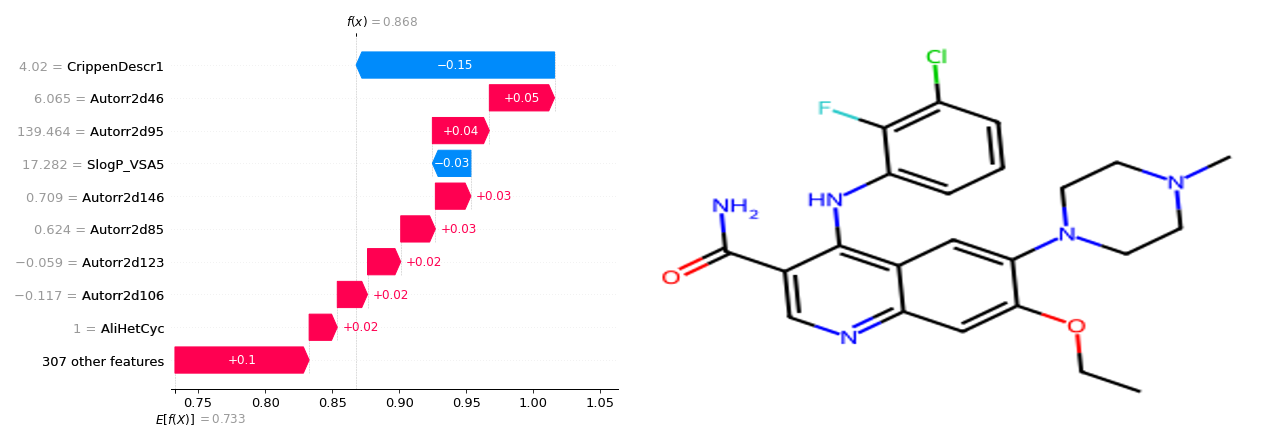 f(x) = 0.868
4.02 = CrippenDescr1
−0.15
6.065 = Autorr2d46
+0.05
139.464 = Autorr2d95
+0.04
17.282 = SlogP_VSA5
−0.03
0.709 = Autorr2d146
+0.03
0.624 = Autorr2d85
+0.03
−0.059 = Autorr2d123
+0.02
−0.117 = Autorr2d106
+0.02
1 = AliHetCyc
+0.02
307 other features
+0.1
0.75 0.80 0.85 0.90 0.95 1.00 1.05
E[f(X)] = 0.733
Cl
F
HN
NH2
N
N
O
N
O